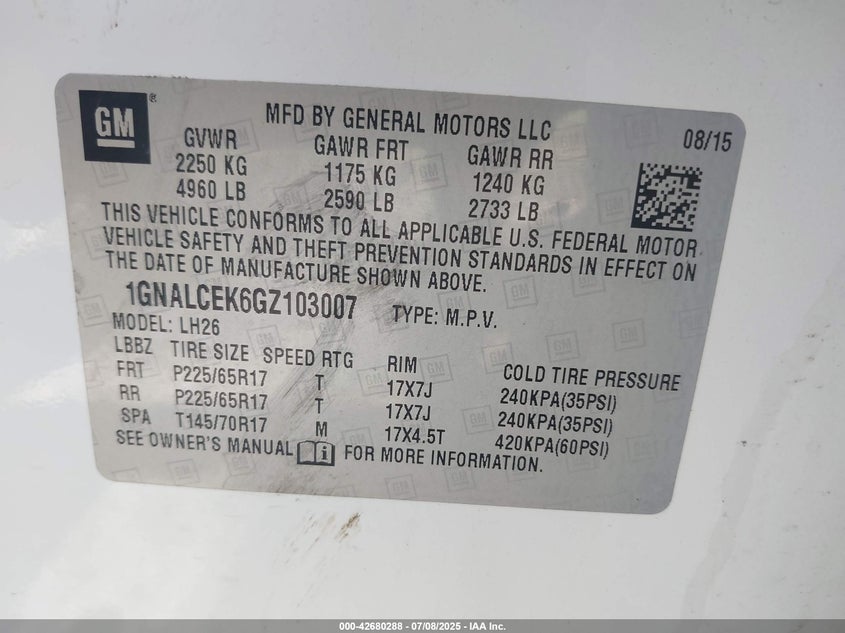 GM ®
MFD BY GENERAL MOTORS LLC 08/15
GVWR GAWR FRT GAWR RR
2250 KG 1175 KG 1240 KG
4960 LB 2590 LB 2733 LB
THIS VEHICLE CONFORMS TO ALL APPLICABLE U.S. FEDERAL MOTOR
VEHICLE SAFETY AND THEFT PREVENTION STANDARDS IN EFFECT ON
THE DATE OF MANUFACTURE SHOWN ABOVE.
1GNALCEK6GZ103007 TYPE: M.P.V.
MODEL: LH26
LBBZ TIRE SIZE SPEED RTG RIM COLD TIRE PRESSURE
FRT P225/65R17 T 17X7J 240KPA(35PSI)
RR P225/65R17 T 17X7J 240KPA(35PSI)
SPA T145/70R17 M 17X4.5T 420KPA(60PSI)
SEE OWNER'S MANUAL i FOR MORE INFORMATION.
000-42680288 - 07/08/2025 - IAA Inc.